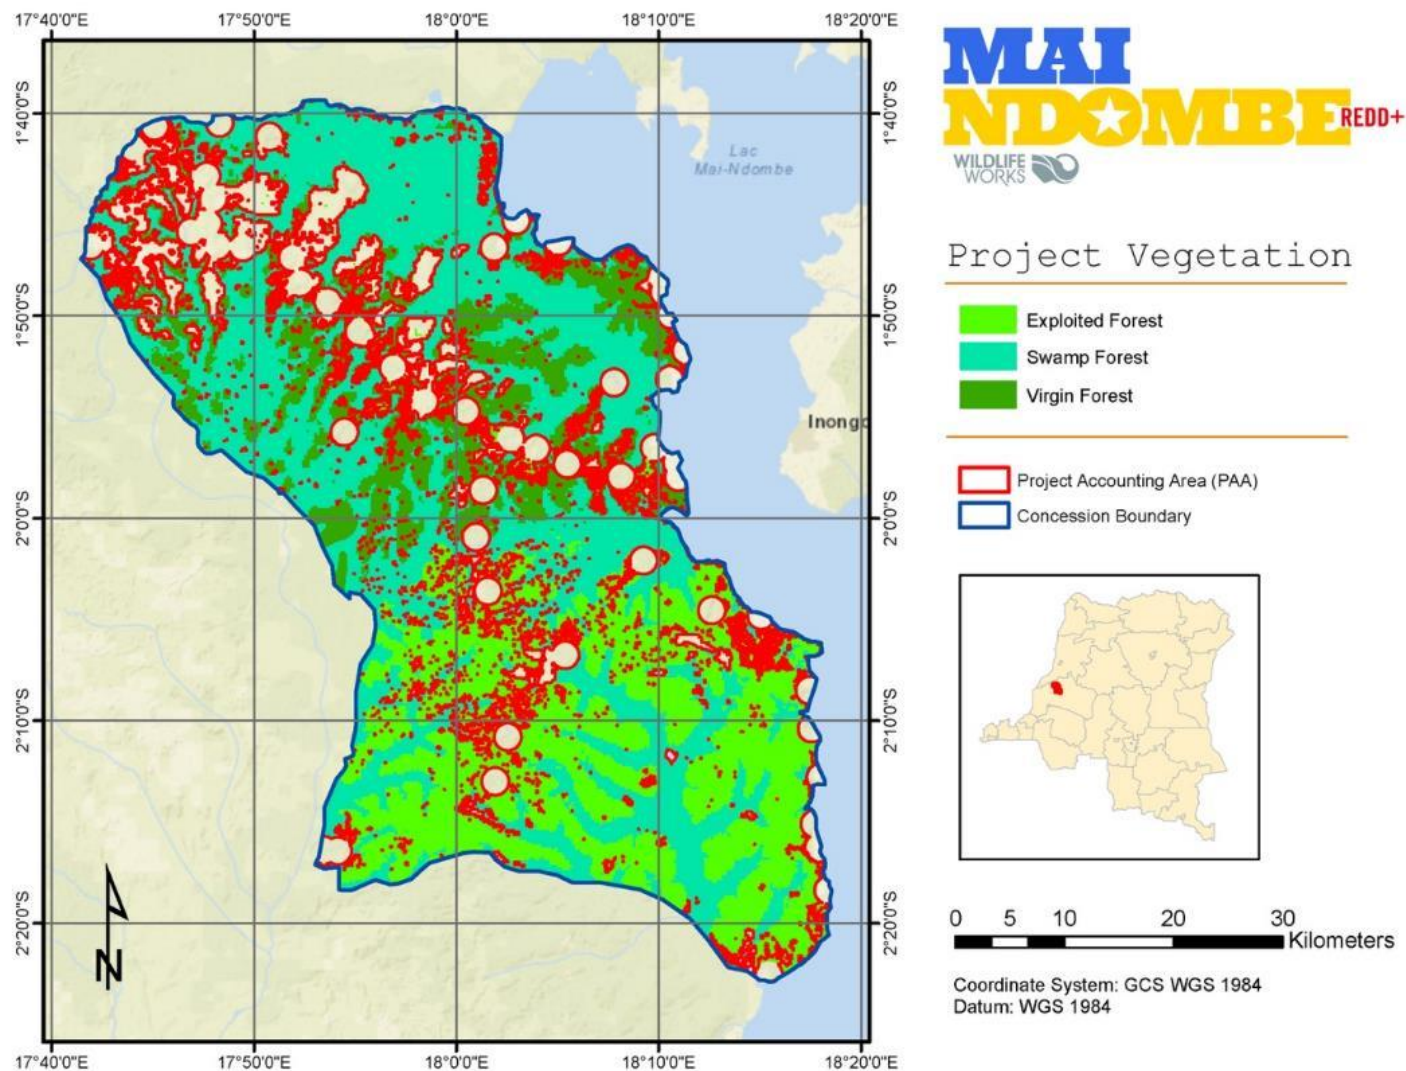 17°40'0"E 17°50'0"E 18°0'0"E 18°10'0"E 18°20'0"E
1°40'0"S 1°40'0"S
1°50'0"S 1°50'0"S
2°0'0"S 2°0'0"S
2°10'0"S 2°10'0"S
2°20'0"S 2°20'0"S
17°40'0"E 17°50'0"E 18°0'0"E 18°10'0"E 18°20'0"E
Lac
Mai-Ndombe
Inongo
N
MAI
NDOMBE REDD+
WILDLIFE
WORKS
Project Vegetation
Exploited Forest
Swamp Forest
Virgin Forest
Project Accounting Area (PAA)
Concession Boundary
0 5 10 20 30
Kilometers
Coordinate System: GCS WGS 1984
Datum: WGS 1984